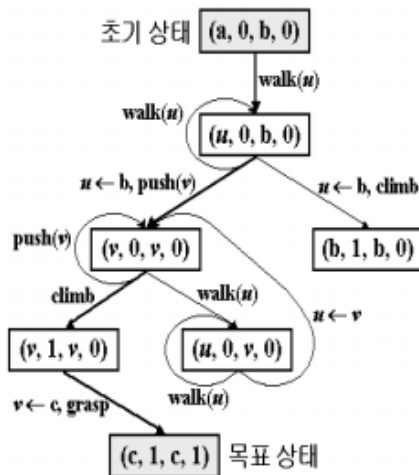 초기 상태
(a, 0, b, 0)
walk(u)
walk(u)
(u, 0, b, 0)
u ← b, push(v)
u ← b, climb
push(v)
(v, 0, v, 0)
(b, 1, b, 0)
climb
walk(u)
u ← v
(v, 1, v, 0)
(u, 0, v, 0)
walk(u)
v ← c, grasp
(c, 1, c, 1)
목표 상태